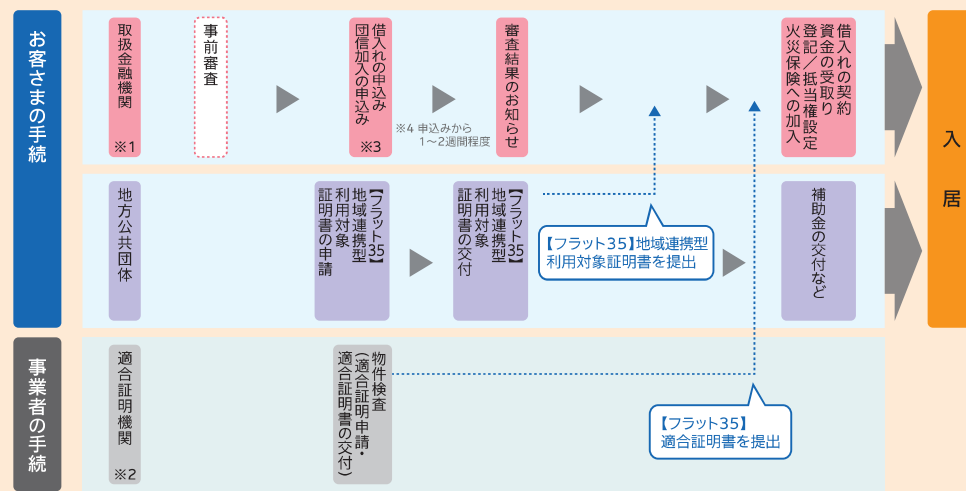 お客さまの手続
取扱金融機関
※1
事前審査
借入れの申込み
団信加入の申込み
※3
※4 申込みから
1～2週間程度
審査結果のお知らせ
借入れの契約
資金の受取り
登記／抵当権設定
火災保険への加入
入居
地方公共団体
【フラット35】
地域連携型
利用対象
証明書の申請
【フラット35】
地域連携型
利用対象
証明書の交付
【フラット35】地域連携型
利用対象証明書を提出
補助金の交付など
事業者の手続
適合証明機関
※2
物件検査
（適合証明申請・
適合証明書の交付）
【フラット35】
適合証明書を提出